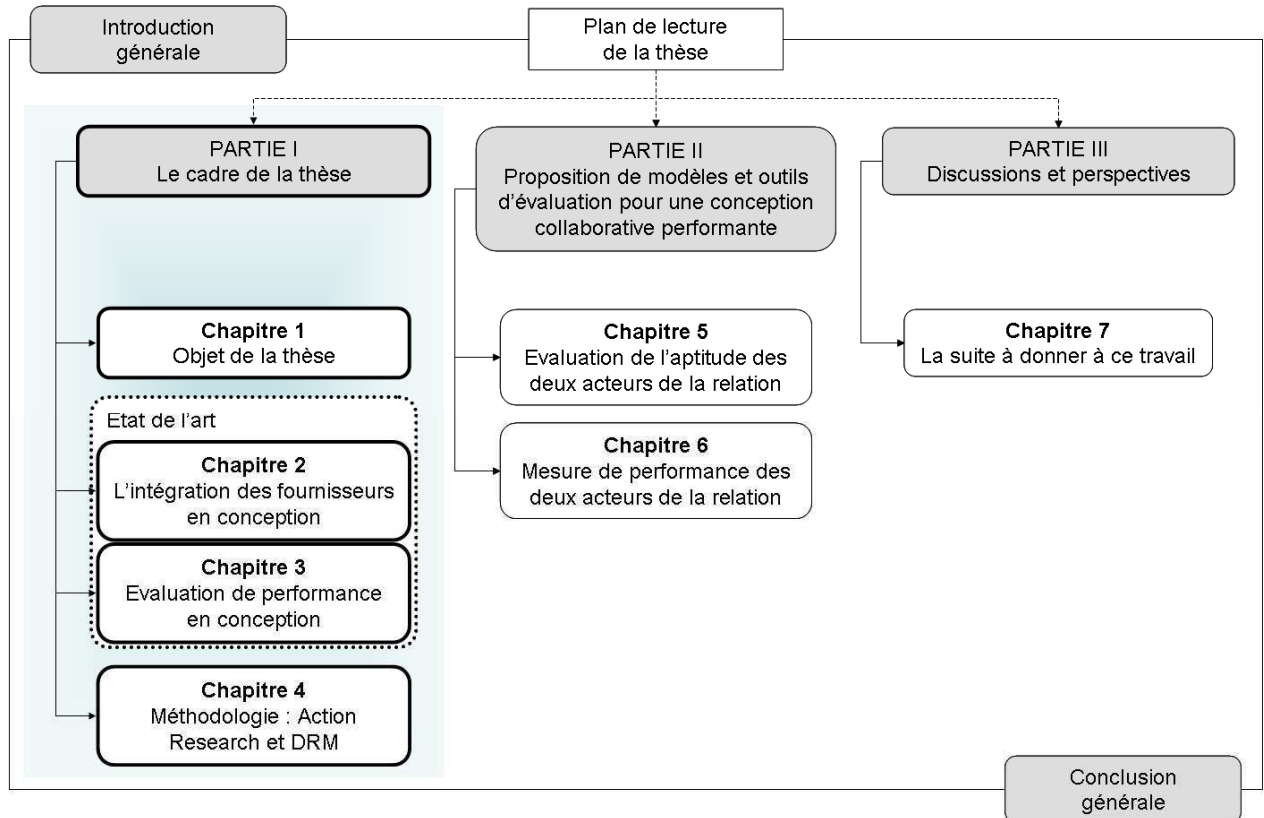 Introduction
générale
Plan de lecture
de la thèse
PARTIE I
Le cadre de la thèse
Chapitre 1
Objet de la thèse
Etat de l'art
Chapitre 2
L'intégration des fournisseurs
en conception
Chapitre 3
Evaluation de performance
en conception
Chapitre 4
Méthodologie : Action
Research et DRM
PARTIE II
Proposition de modèles et outils
d'évaluation pour une conception
collaborative performante
Chapitre 5
Evaluation de l'aptitude des
deux acteurs de la relation
Chapitre 6
Mesure de performance des
deux acteurs de la relation
PARTIE III
Discussions et perspectives
Chapitre 7
La suite à donner à ce travail
Conclusion
générale